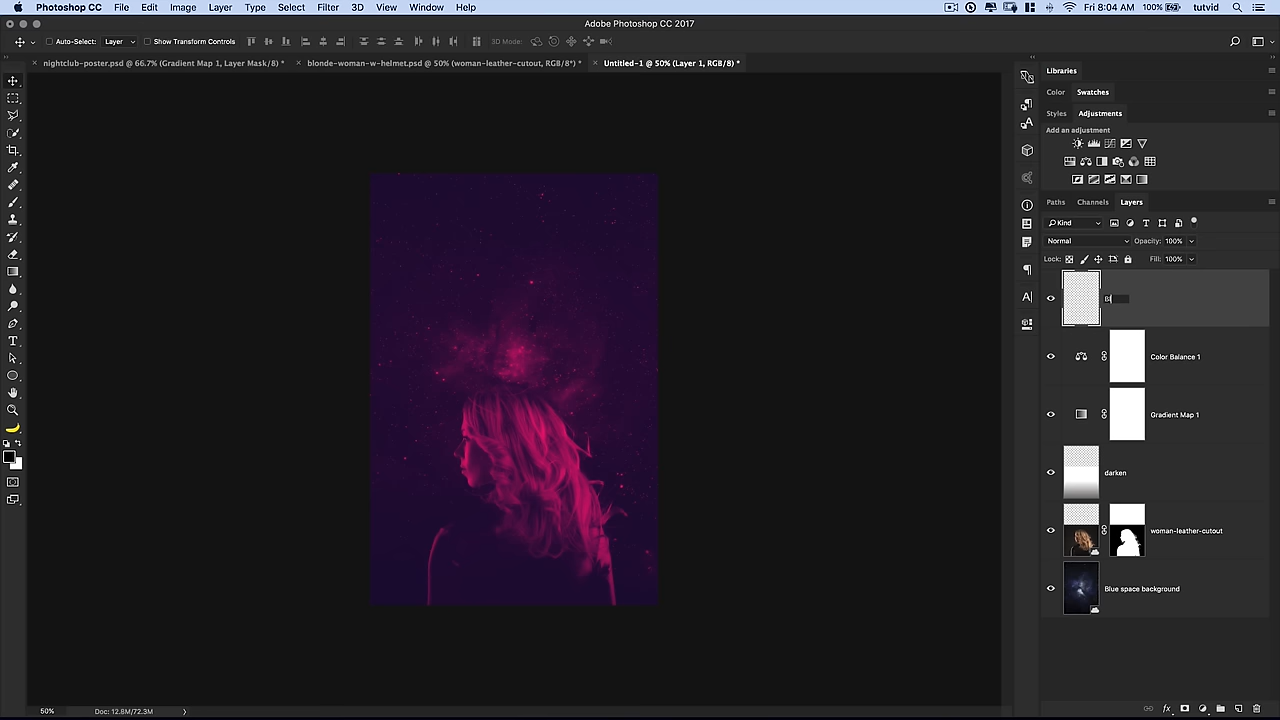 Photoshop CC File Edit Image Layer Type Select Filter 3D View Window Help 100% Fri 8:04 AM tutvid
Adobe Photoshop CC 2017
Auto-Select: Layer Show Transform Controls 3D Mode:
nightclub-poster.psd @ 66.7% (Gradient Map 1, Layer Mask/8) * blonde-woman-w-helmet.psd @ 50% (woman-leather-cutout, RGB/8*) * Untitled-1 @ 50% (Layer 1, RGB/8) *
Libraries
Color Swatches
Styles Adjustments
Add an adjustment
Paths Channels Layers
Kind
Normal Opacity: 100%
Lock: Fill: 100%
Color Balance 1
Gradient Map 1
darken
woman-leather-cutout
Blue space background
50% Doc: 12.8M/72.3M